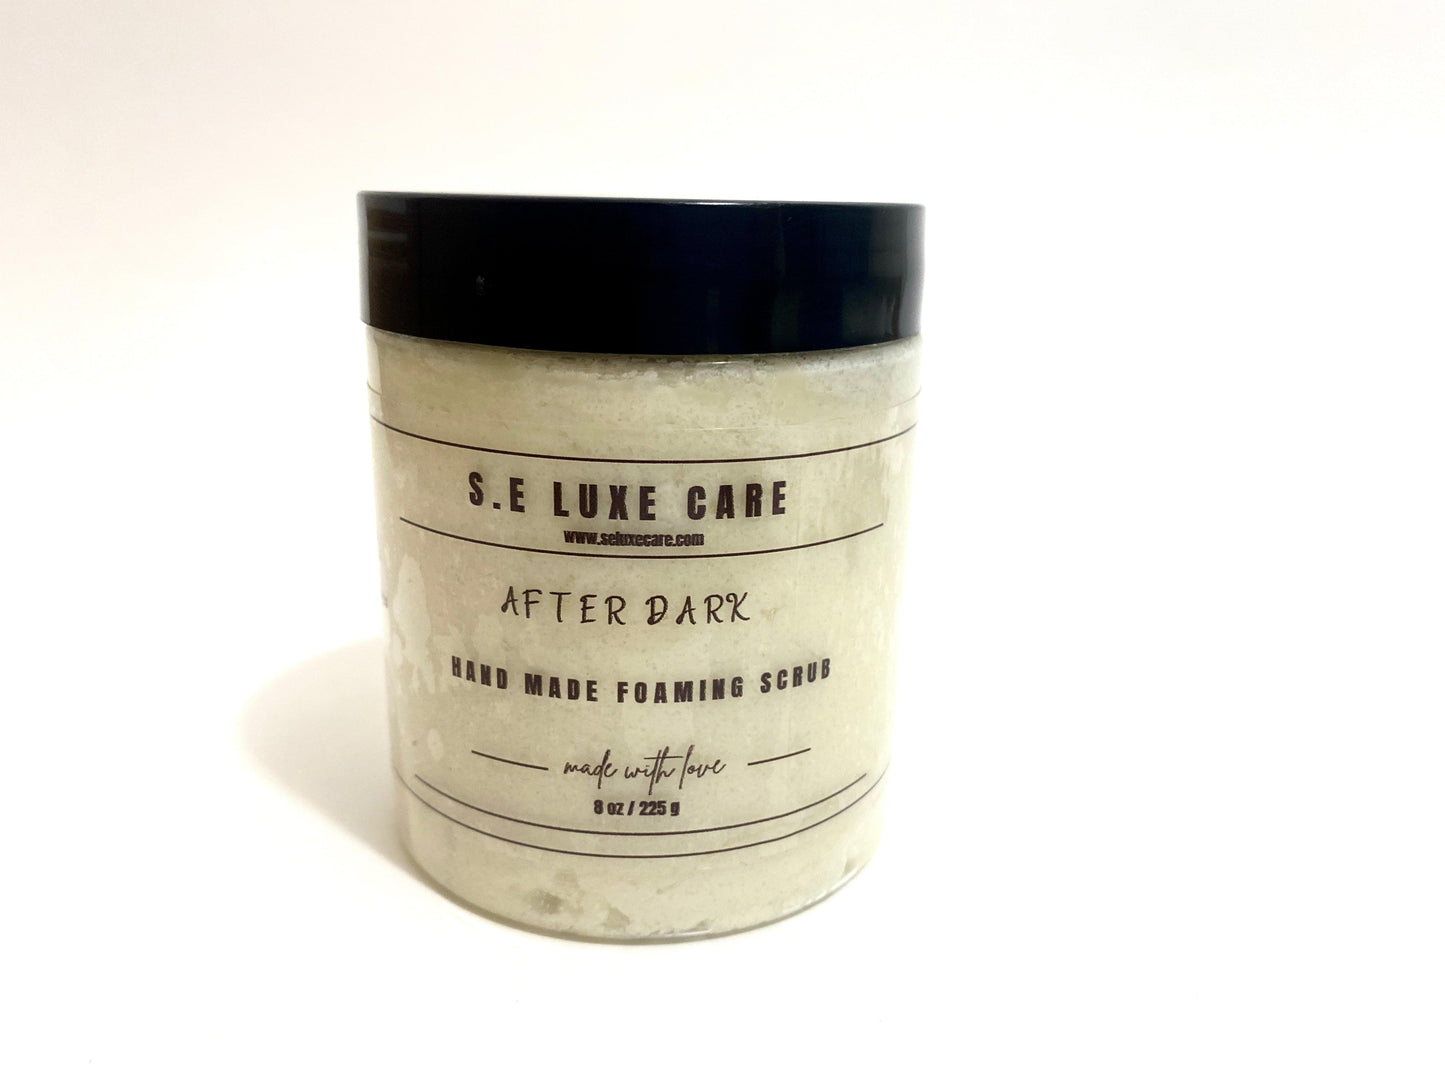 S.E LUXE CARE
www.seluxecare.com
AFTER DARK
HAND MADE FOAMING SCRUB
made with love
8 oz / 225 g